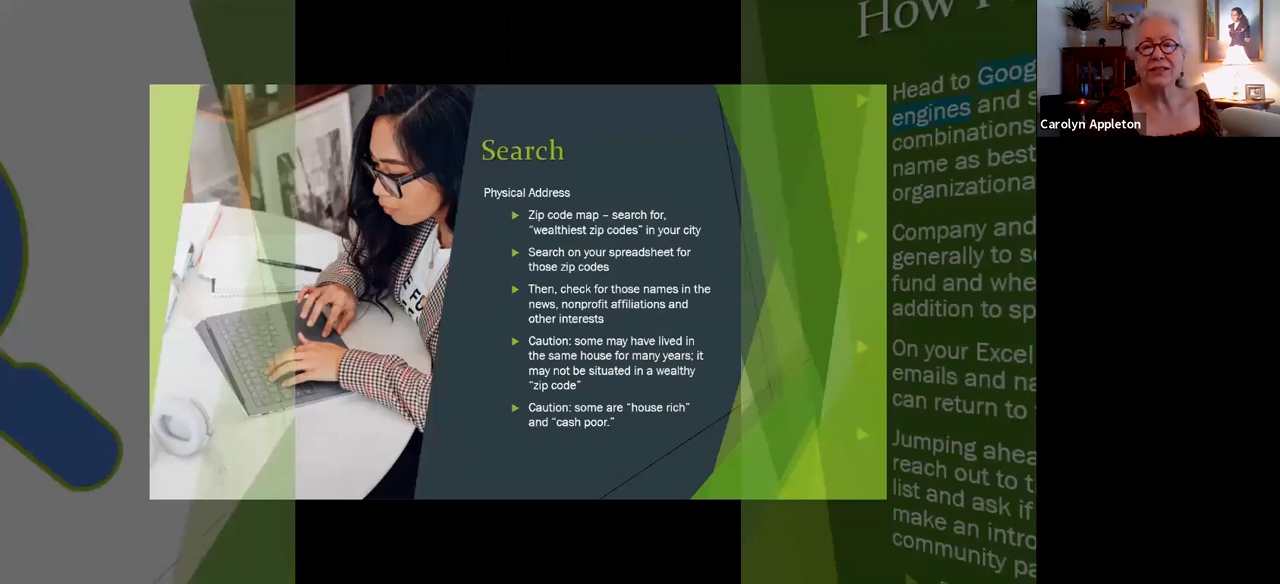 Search
Physical Address
Zip code map – search for,
“wealthiest zip codes” in your city
Search on your spreadsheet for
those zip codes
Then, check for those names in the
news, nonprofit affiliations and
other interests
Caution: some may have lived in
the same house for many years; it
may not be situated in a wealthy
“zip code”
Caution: some are “house rich”
and “cash poor.”
How
Head to Goog
engines and s
combinations
name as best
organizationa
Company and
generally to s
fund and whe
addition to sp
On your Excel
emails and na
can return to
Jumping ahea
reach out to t
list and ask if
make an intro
community pa
Carolyn Appleton